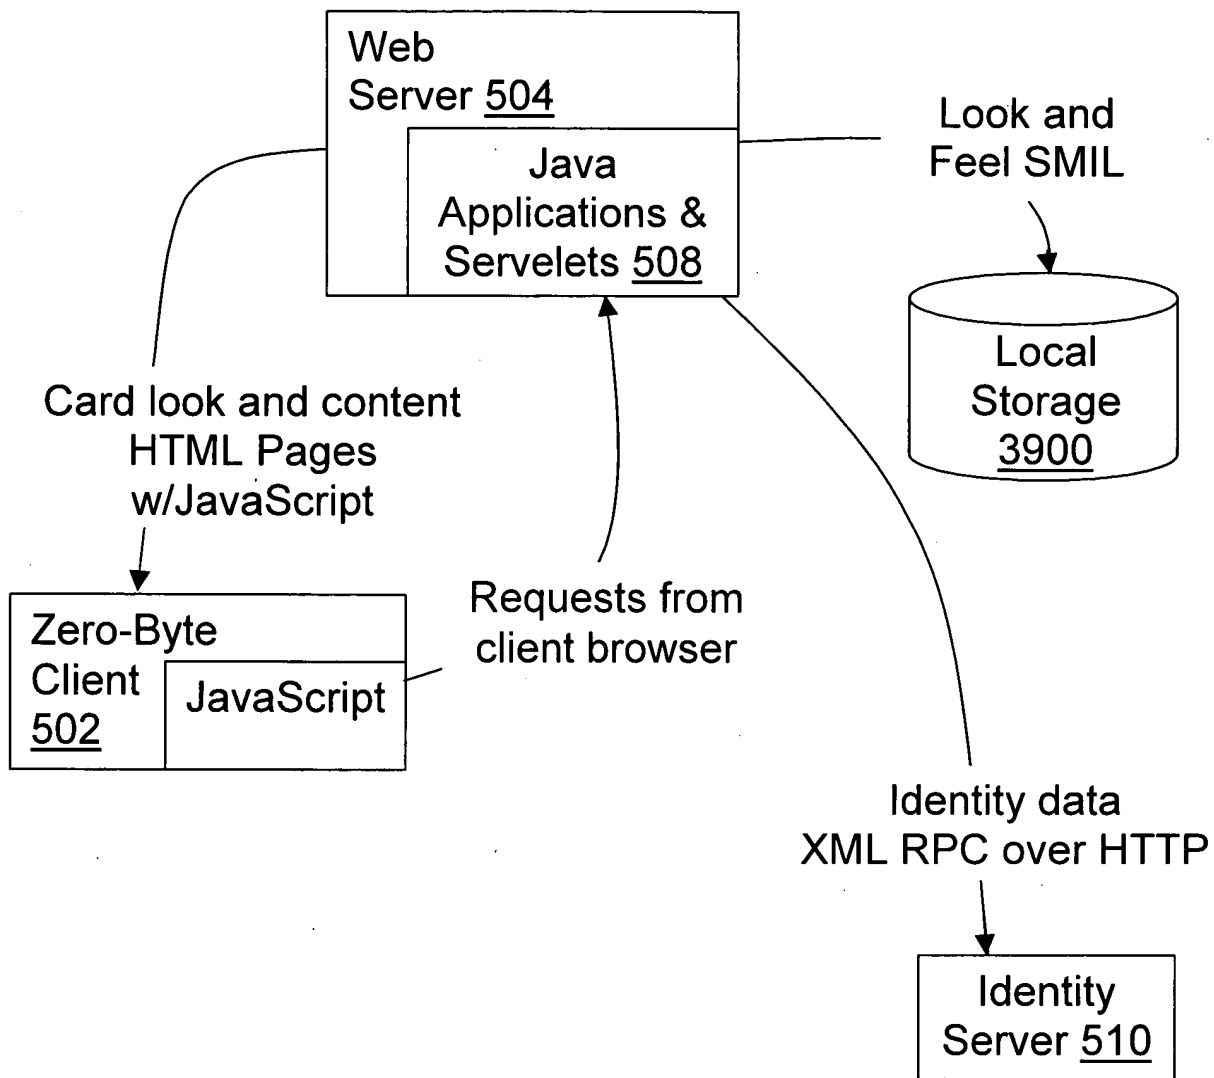 Web
Server 504
Java
Applications &
Servelets 508
Look and
Feel SMIL
Local
Storage
3900
Card look and content
HTML Pages
w/JavaScript
Zero-Byte
Client
502
JavaScript
Requests from
client browser
Identity data
XML RPC over HTTP
Identity
Server 510